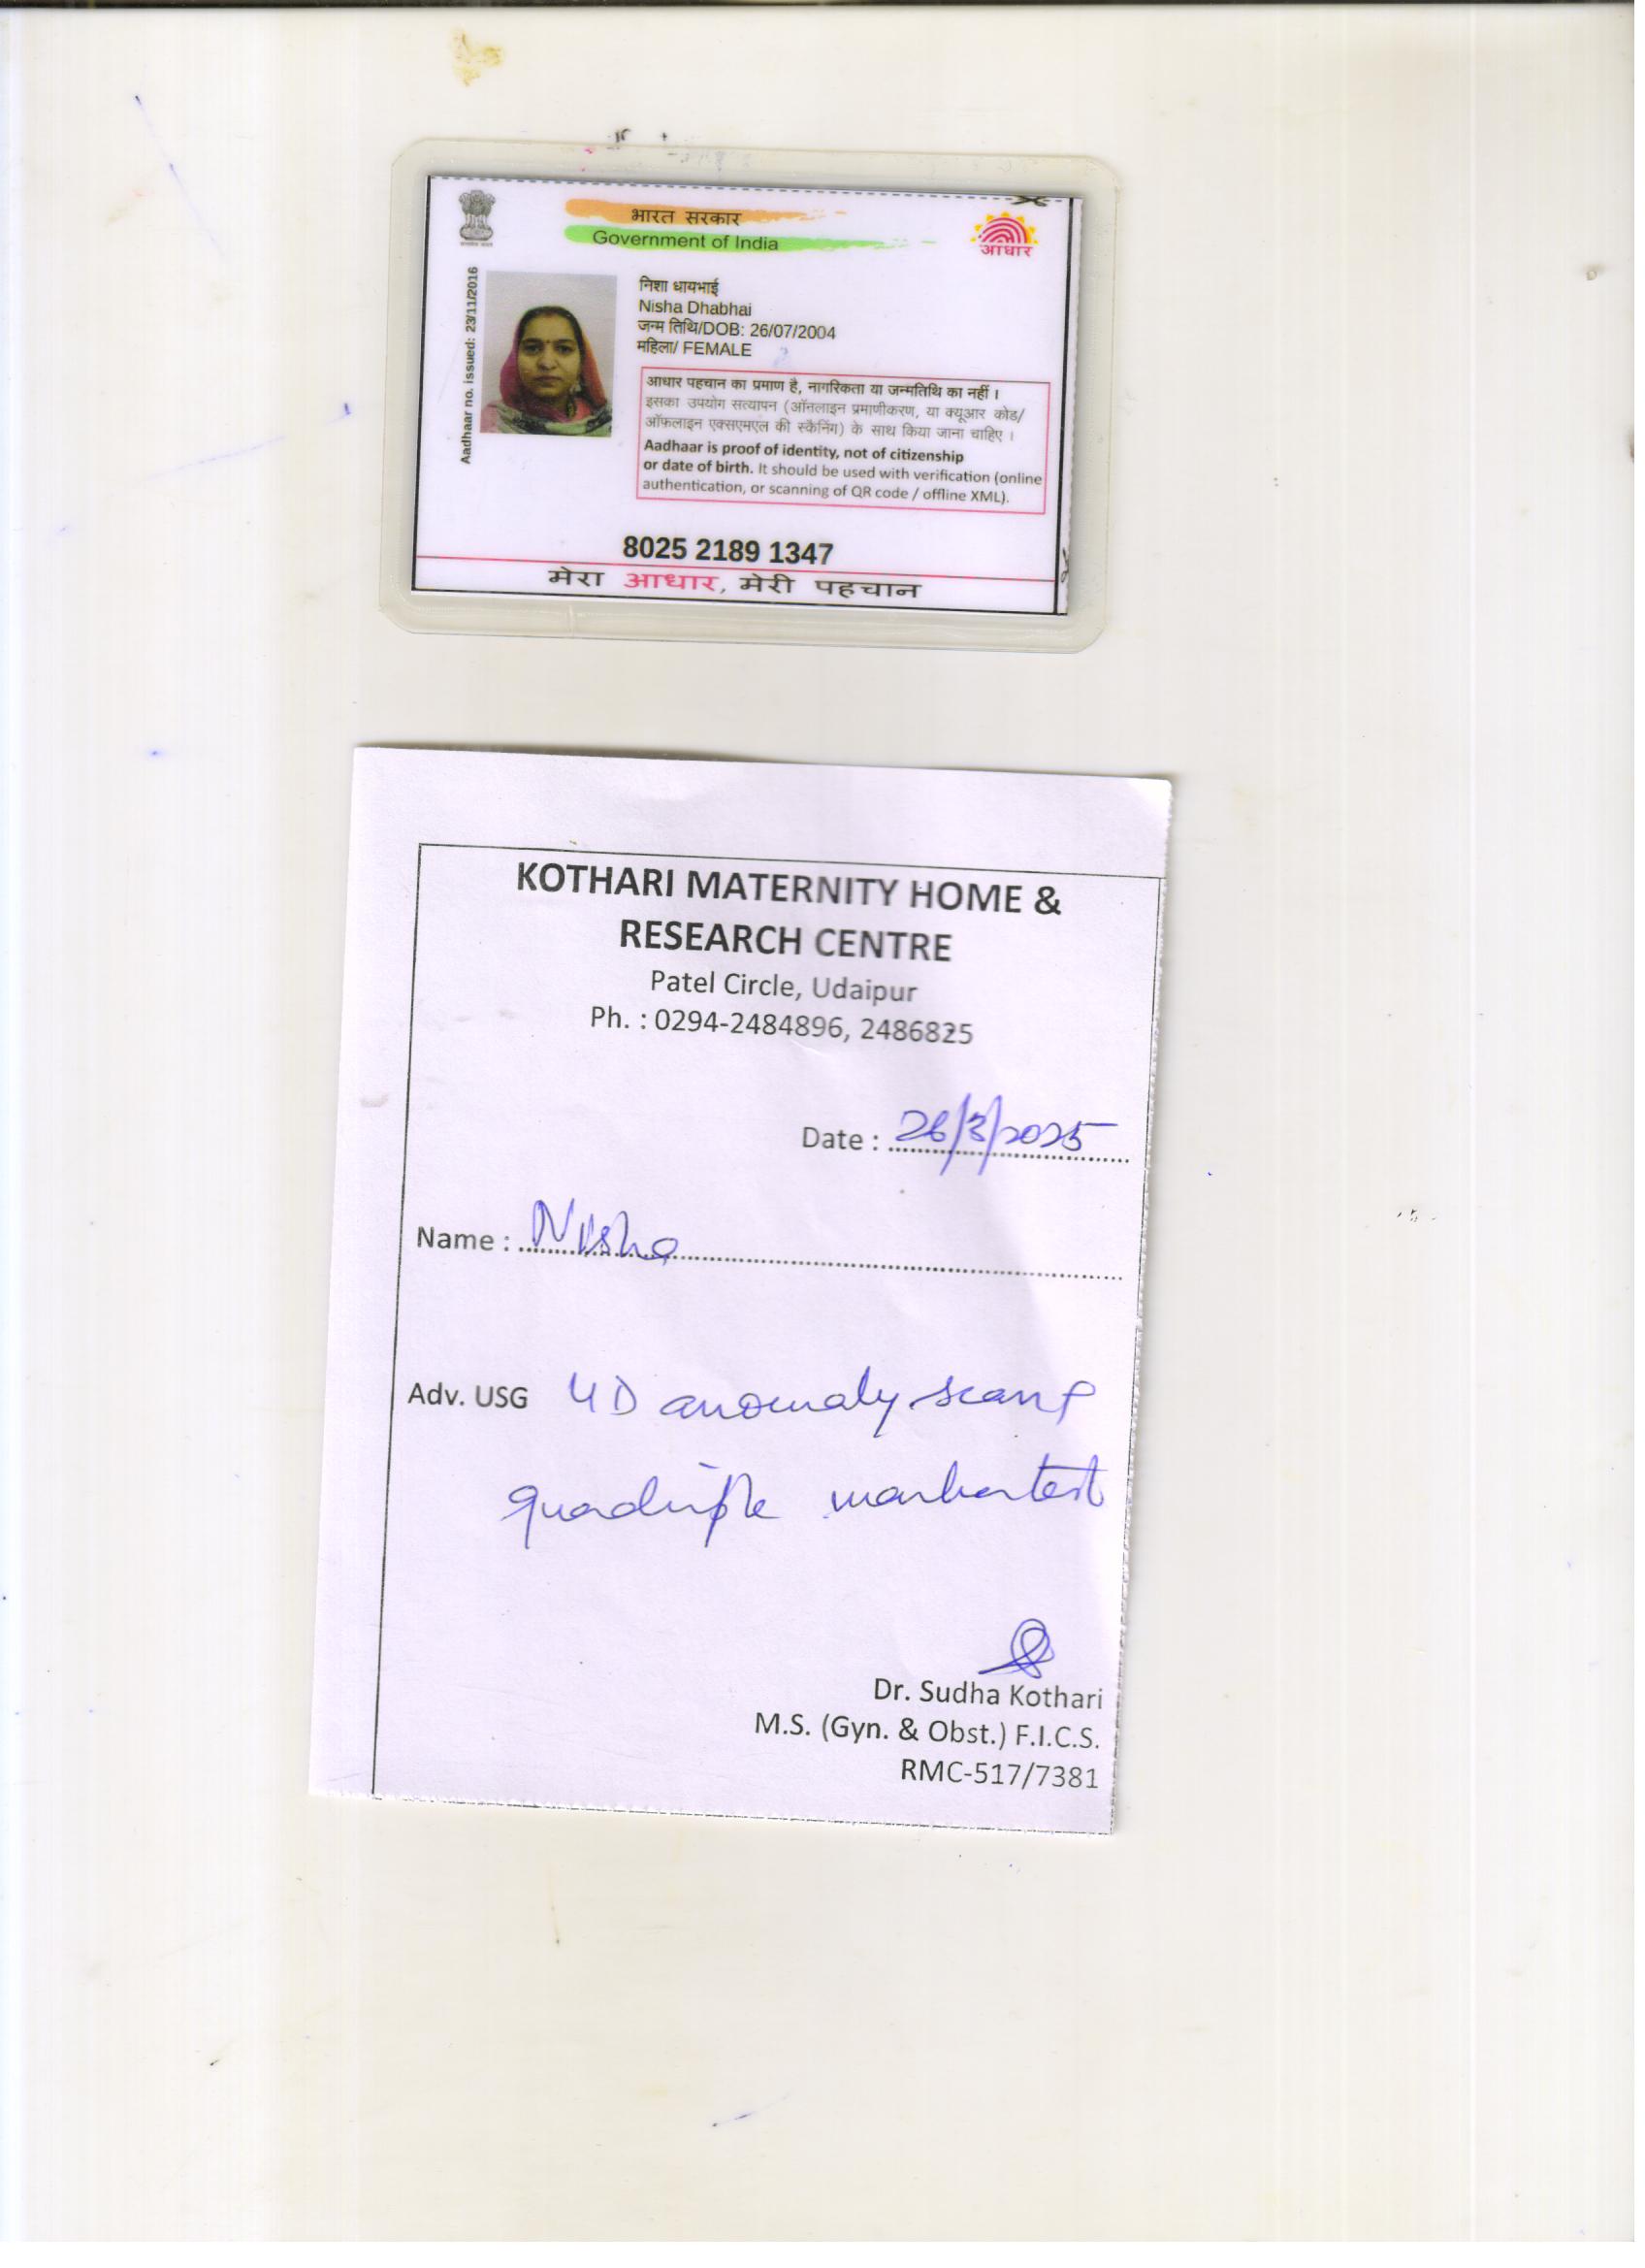 भारत सरकार
Government of India
आधार
Aadhaar no. issued: 23/11/2016
निशा धायभाई
Nisha Dhabhai
जन्म तिथि/DOB: 26/07/2004
महिला/ FEMALE
आधार पहचान का प्रमाण है, नागरिकता या जन्मतिथि का नहीं ।
इसका उपयोग सत्यापन (ऑनलाइन प्रमाणीकरण, या क्यूआर कोड/
ऑफ़लाइन एक्सएमएल की स्कैनिंग) के साथ किया जाना चाहिए ।
Aadhaar is proof of identity, not of citizenship
or date of birth. It should be used with verification (online
authentication, or scanning of QR code / offline XML).
8025 2189 1347
मेरा आधार, मेरी पहचान
KOTHARI MATERNITY HOME &
RESEARCH CENTRE
Patel Circle, Udaipur
Ph. : 0294-2484896, 2486825
Date : 26/3/2025
Name : Nisha
Adv. USG 4D anomaly scan
quadriple marker test
Dr. Sudha Kothari
M.S. (Gyn. & Obst.) F.I.C.S.
RMC-517/7381